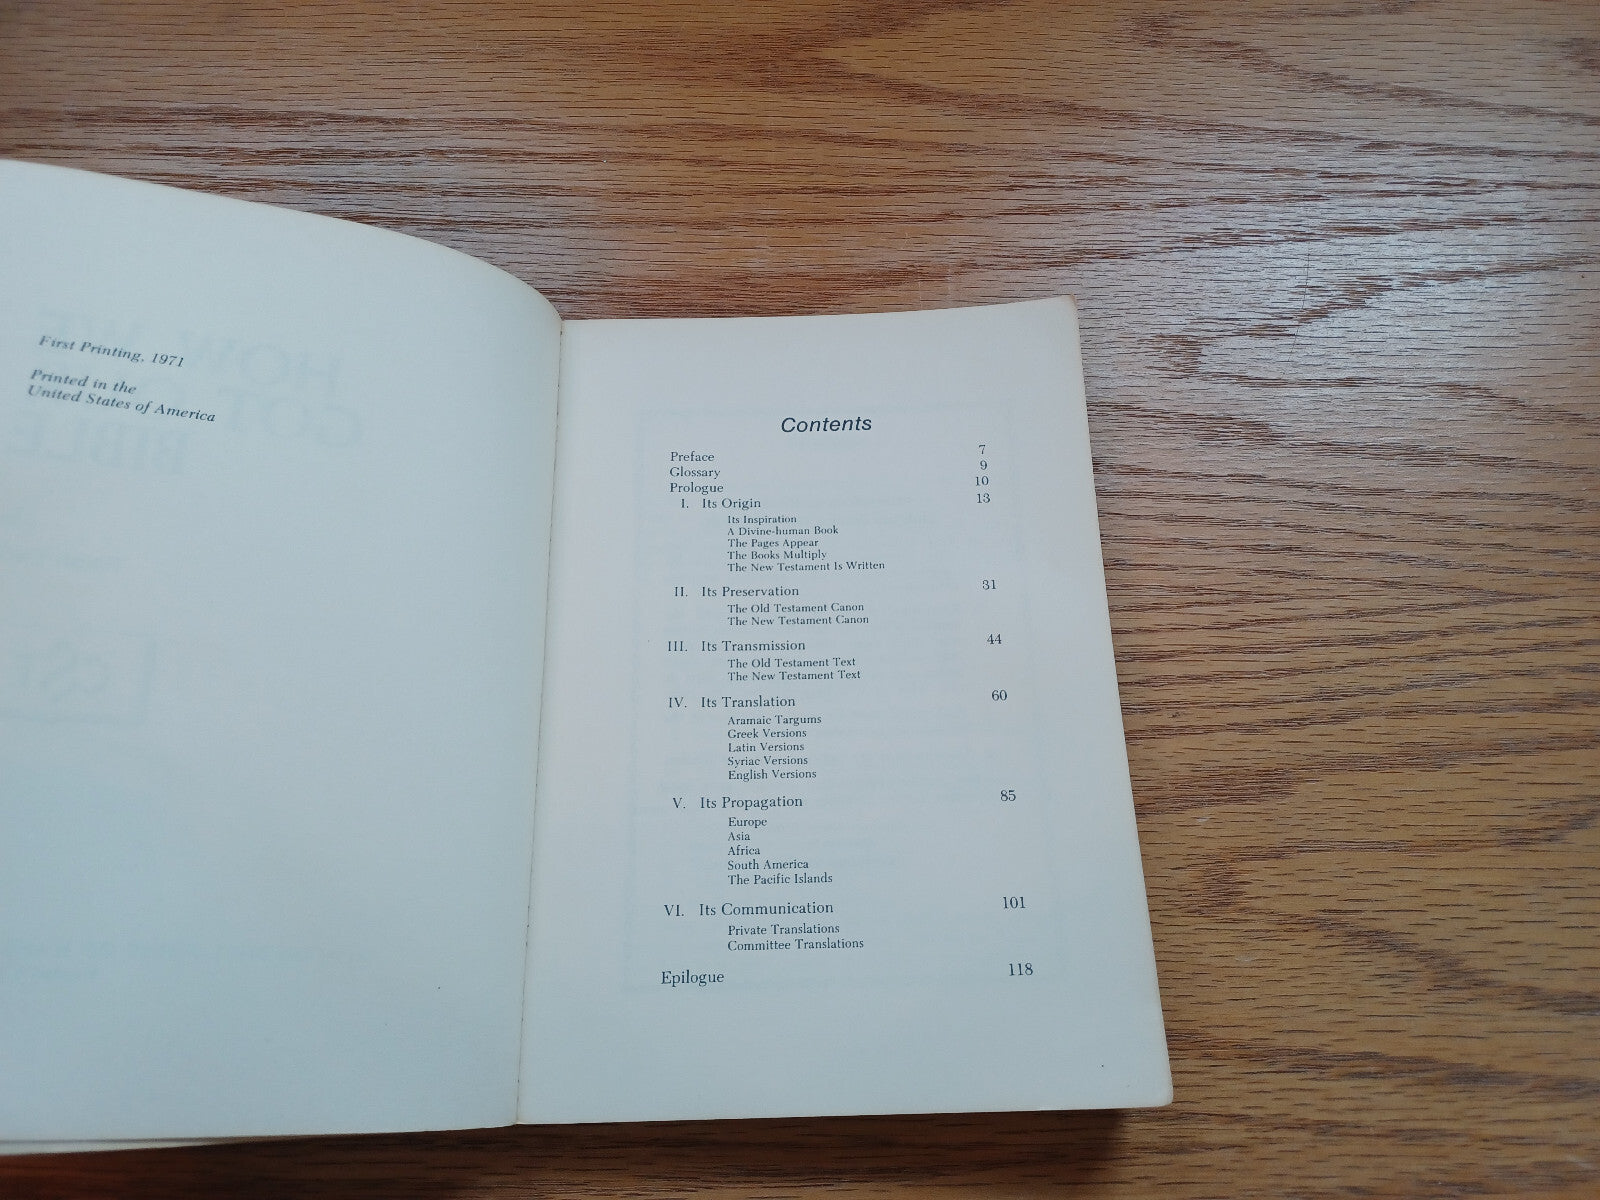 First Printing, 1971
Printed in the
United States of America
Contents
Preface 7
Glossary 9
Prologue 10
I. Its Origin 13
Its Inspiration
A Divine-human Book
The Pages Appear
The Books Multiply
The New Testament Is Written
II. Its Preservation 31
The Old Testament Canon
The New Testament Canon
III. Its Transmission 44
The Old Testament Text
The New Testament Text
IV. Its Translation 60
Aramaic Targums
Greek Versions
Latin Versions
Syriac Versions
English Versions
V. Its Propagation 85
Europe
Asia
Africa
South America
The Pacific Islands
VI. Its Communication 101
Private Translations
Committee Translations
Epilogue 118